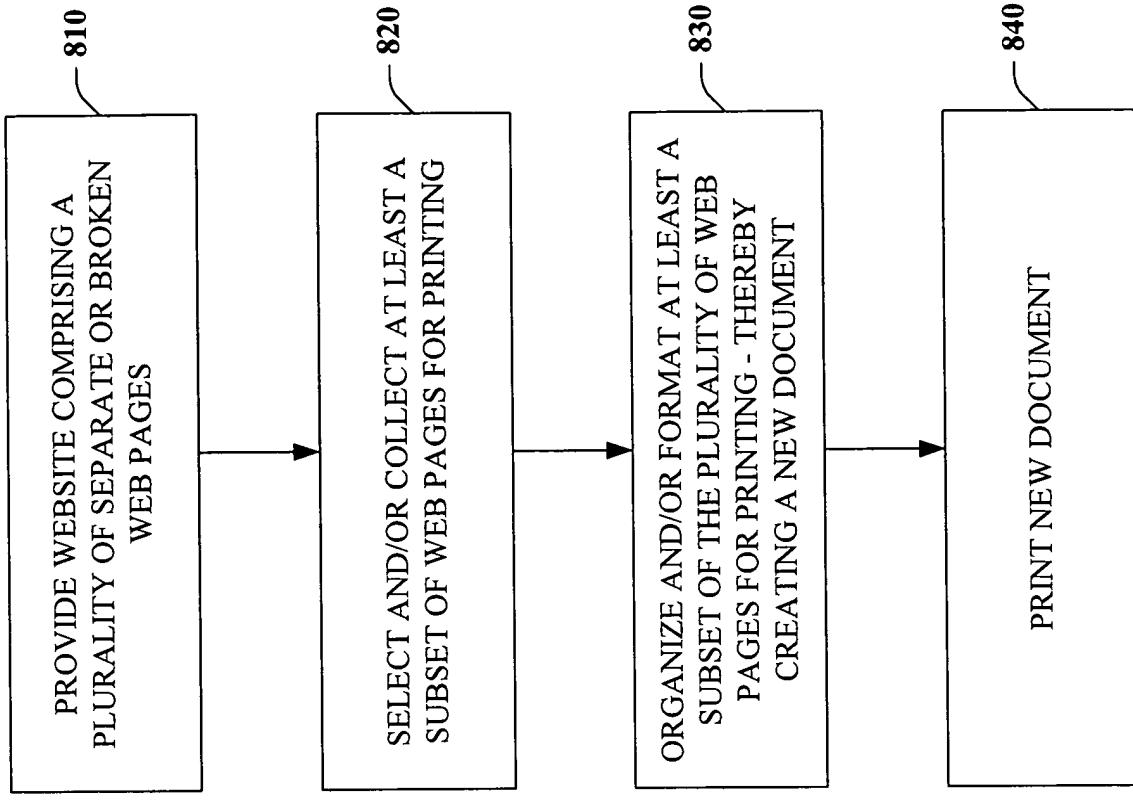 PROVIDE WEBSITE COMPRISING A
PLURALITY OF SEPARATE OR BROKEN
WEB PAGES
810
SELECT AND/OR COLLECT AT LEAST A
SUBSET OF WEB PAGES FOR PRINTING
820
ORGANIZE AND/OR FORMAT AT LEAST A
SUBSET OF THE PLURALITY OF WEB
PAGES FOR PRINTING - THEREBY
CREATING A NEW DOCUMENT
830
PRINT NEW DOCUMENT
840